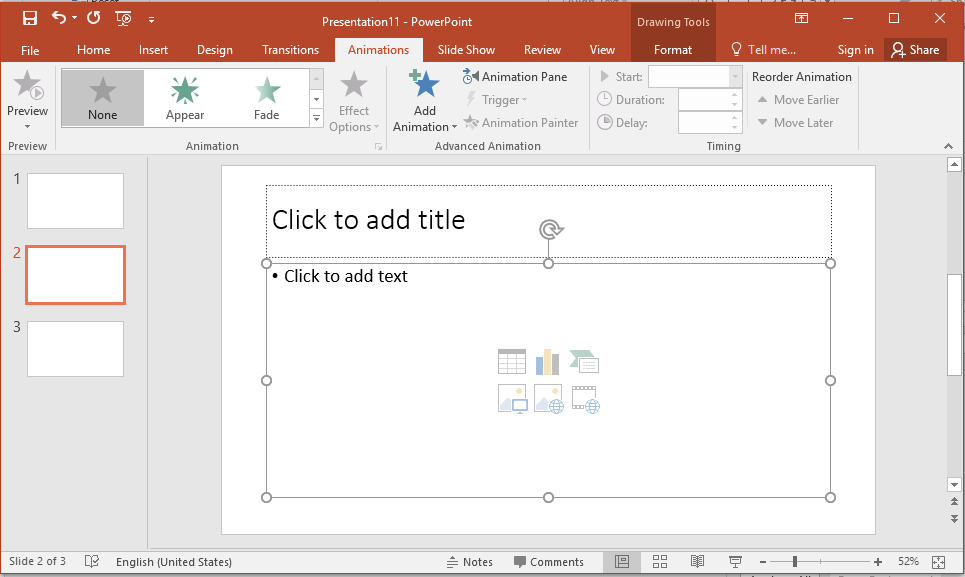 Presentation11 - PowerPoint
Drawing Tools
File Home Insert Design Transitions Animations Slide Show Review View Format Tell me... Sign in Share
Preview
None
Appear
Fade
Effect
Options
Add
Animation
Animation Pane
Trigger
Animation Painter
Start:
Duration:
Delay:
Reorder Animation
Move Earlier
Move Later
Preview
Animation
Advanced Animation
Timing
1
2
3
Click to add title
• Click to add text
Slide 2 of 3 English (United States) Notes Comments 52%